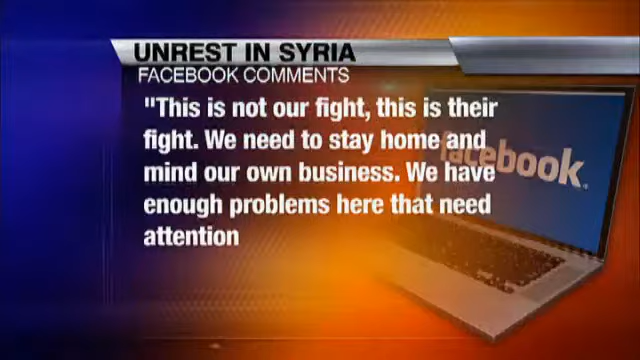 UNREST IN SYRIA
FACEBOOK COMMENTS
"This is not our fight, this is their
fight. We need to stay home and
mind our own business. We have
enough problems here that need
attention
facebook.